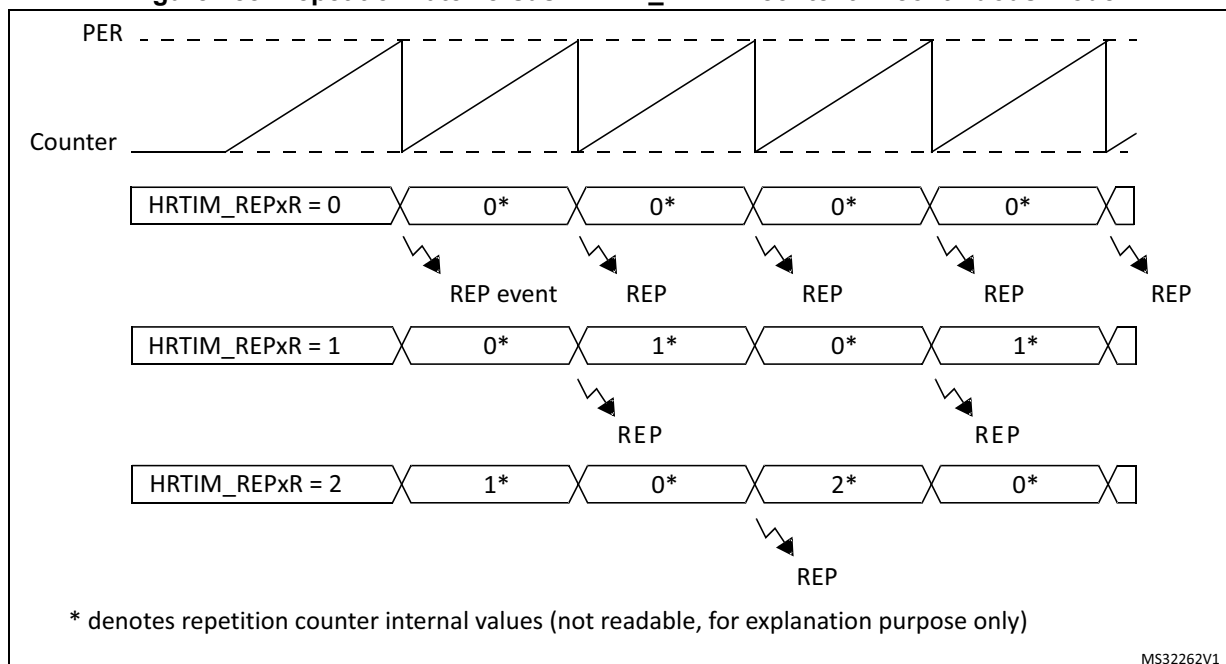 PER
Counter
HRTIM_REPxR = 0 0* 0* 0* 0*
REP event REP REP REP REP
HRTIM_REPxR = 1 0* 1* 0* 1*
REP REP
HRTIM_REPxR = 2 1* 0* 2* 0*
REP
* denotes repetition counter internal values (not readable, for explanation purpose only)
MS32262V1